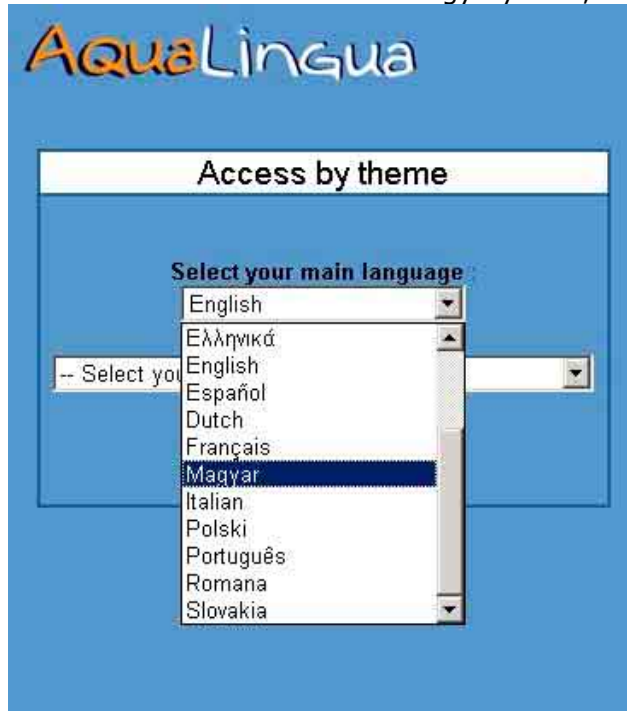 AquaLingua
Access by theme
Select your main language
English
Ελληνικά
English
-- Select you
Español
Dutch
Français
Magyar
Italian
Polski
Português
Romana
Slovakia